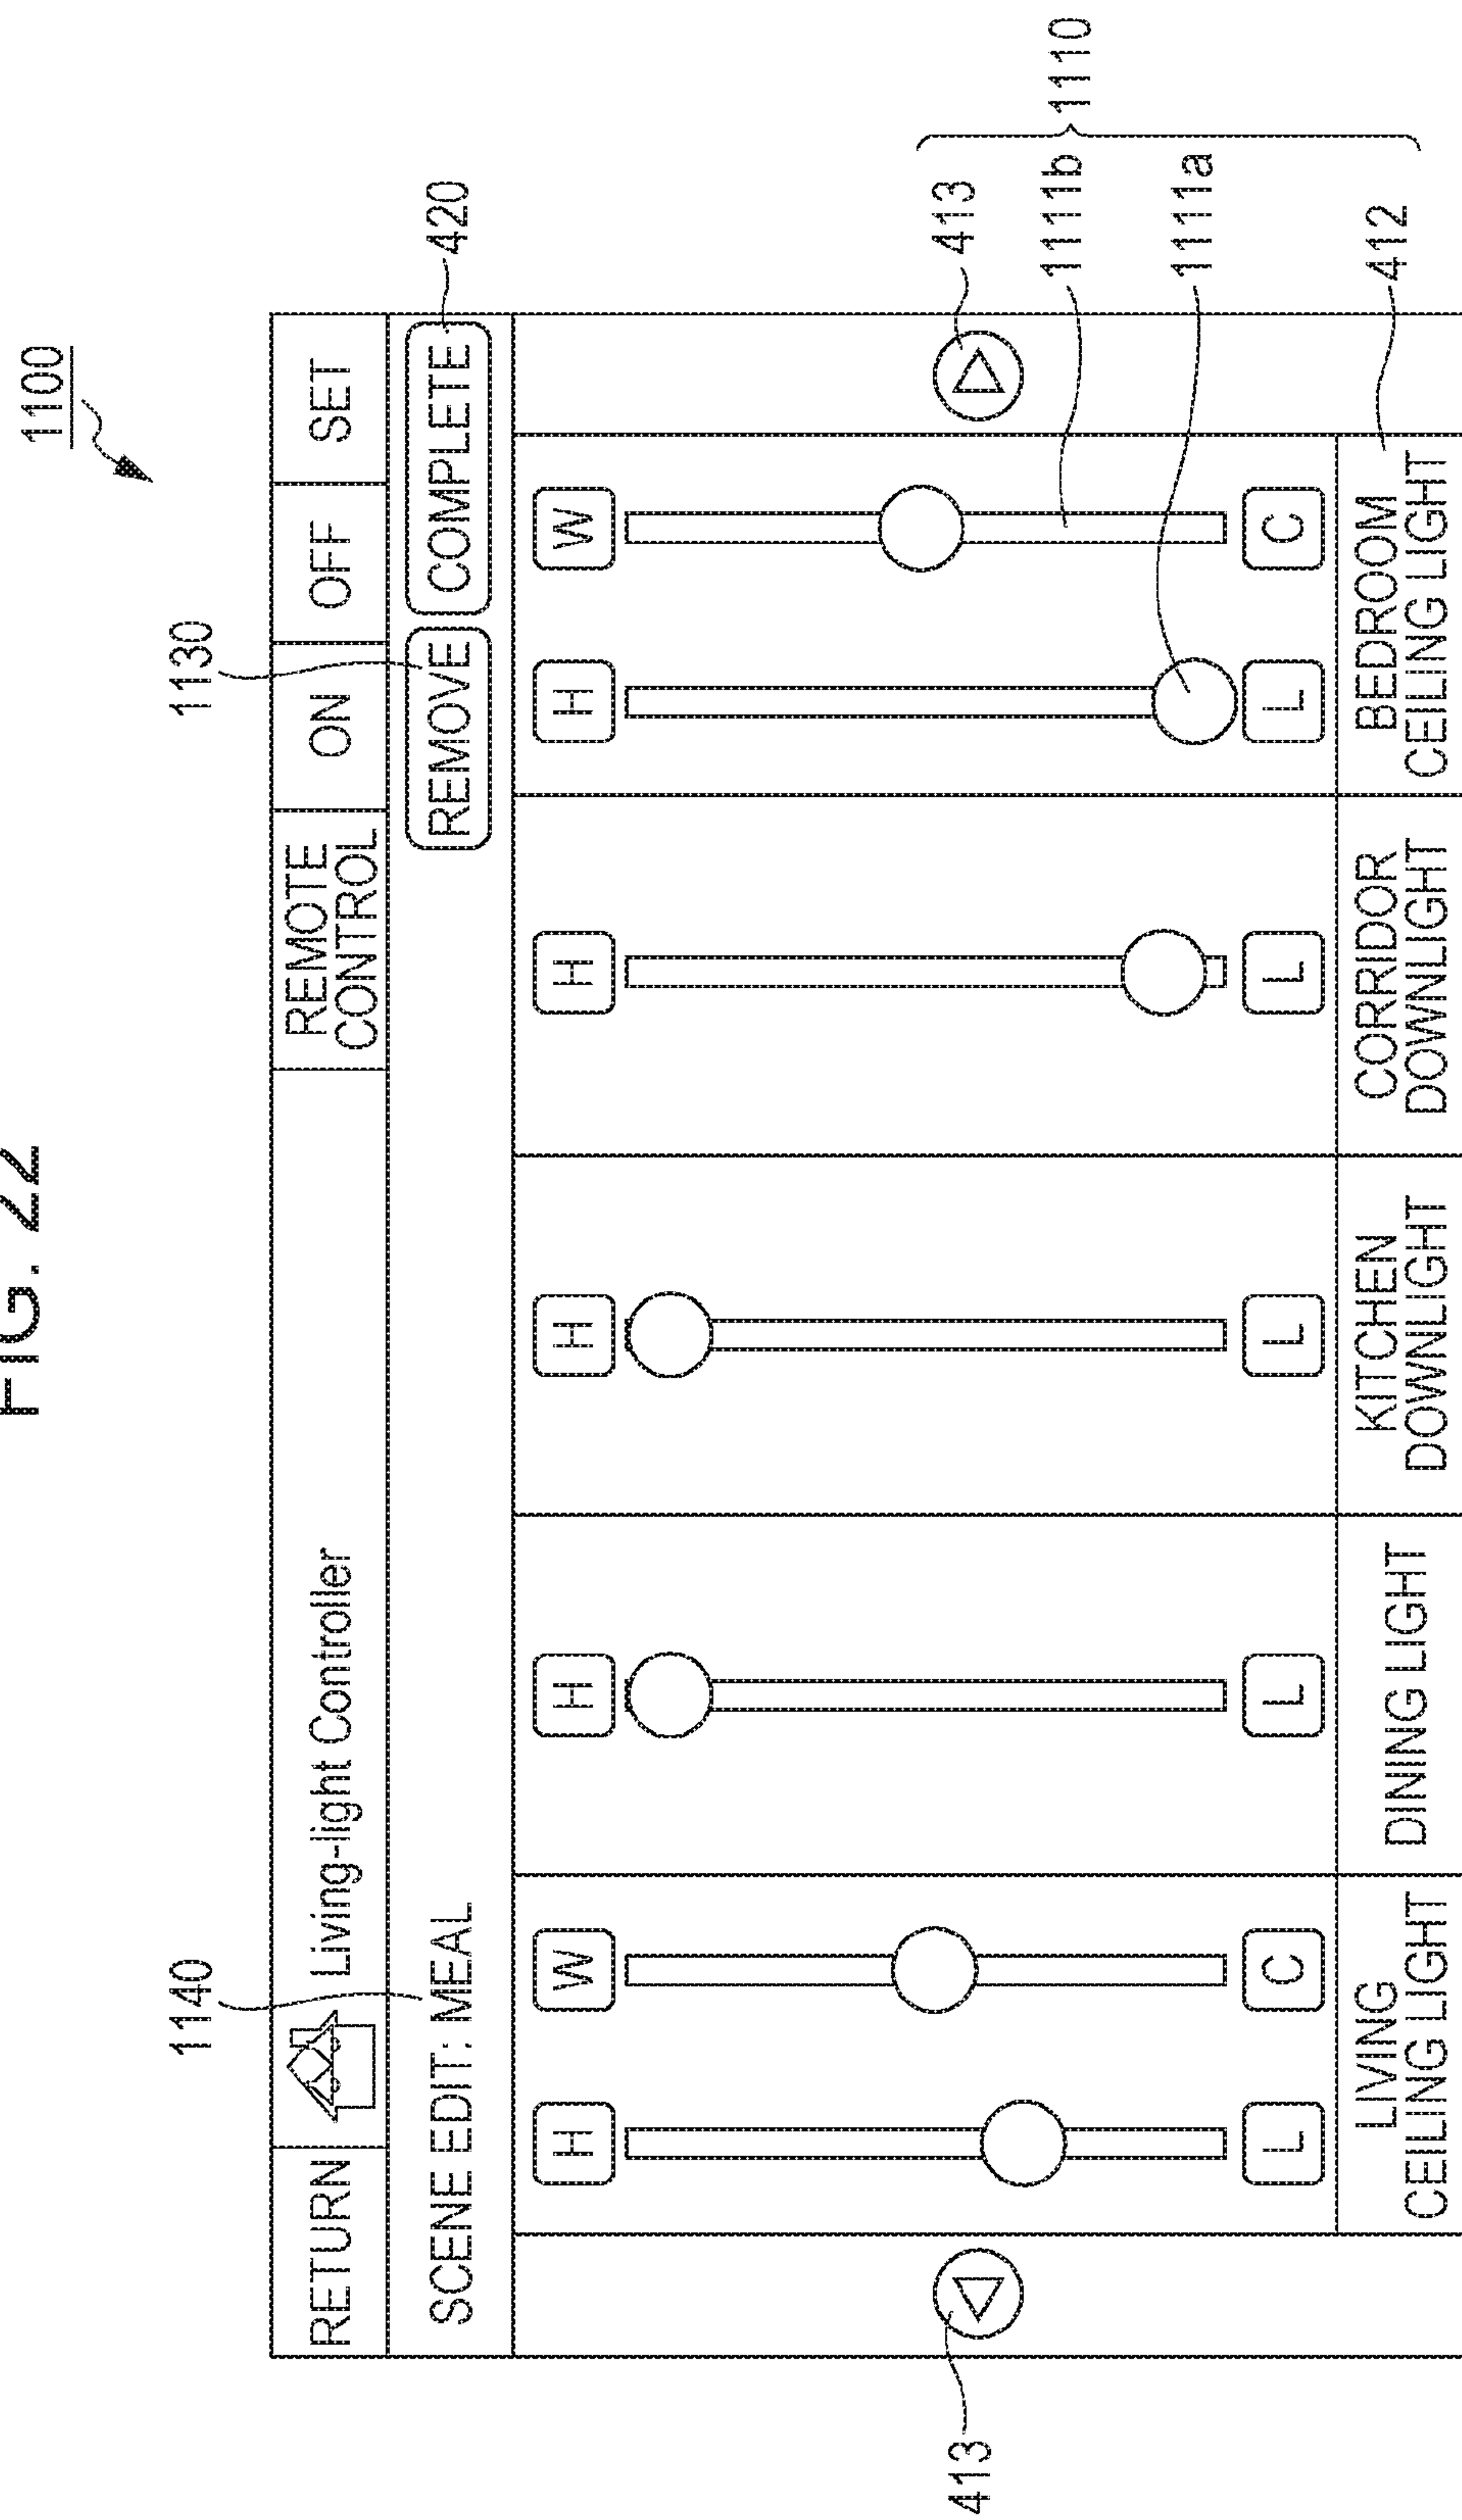 FIG. 22
1100
1140
1130
RETURN
Living-light Controller
REMOTE
CONTROL
ON
OFF
SET
SCENE EDIT: MEAL
REMOVE
COMPLETE
420
H
W
H
H
H
H
W
413
413
1111b
1111a
1110
L
C
L
L
L
L
C
LIVING
CEILING LIGHT
DINING LIGHT
KITCHEN
DOWNLIGHT
CORRIDOR
DOWNLIGHT
BEDROOM
CEILING LIGHT
412